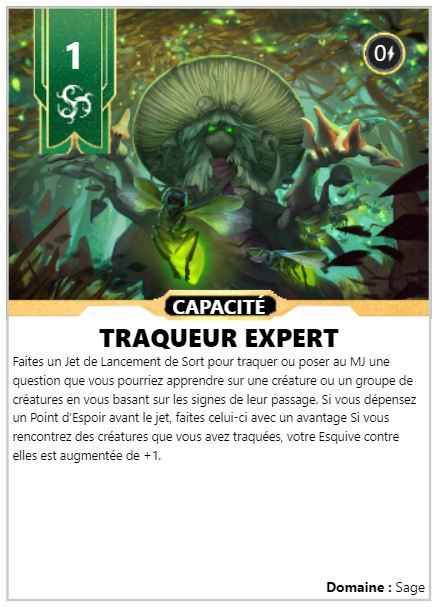 1
0
CAPACITÉ
TRAQUEUR EXPERT
Faites un Jet de Lancement de Sort pour traquer ou poser au MJ une
question que vous pourriez apprendre sur une créature ou un groupe de
créatures en vous basant sur les signes de leur passage. Si vous dépensez
un Point d'Espoir avant le jet, faites celui-ci avec un avantage Si vous
rencontrez des créatures que vous avez traquées, votre Esquive contre
elles est augmentée de +1.
Domaine : Sage